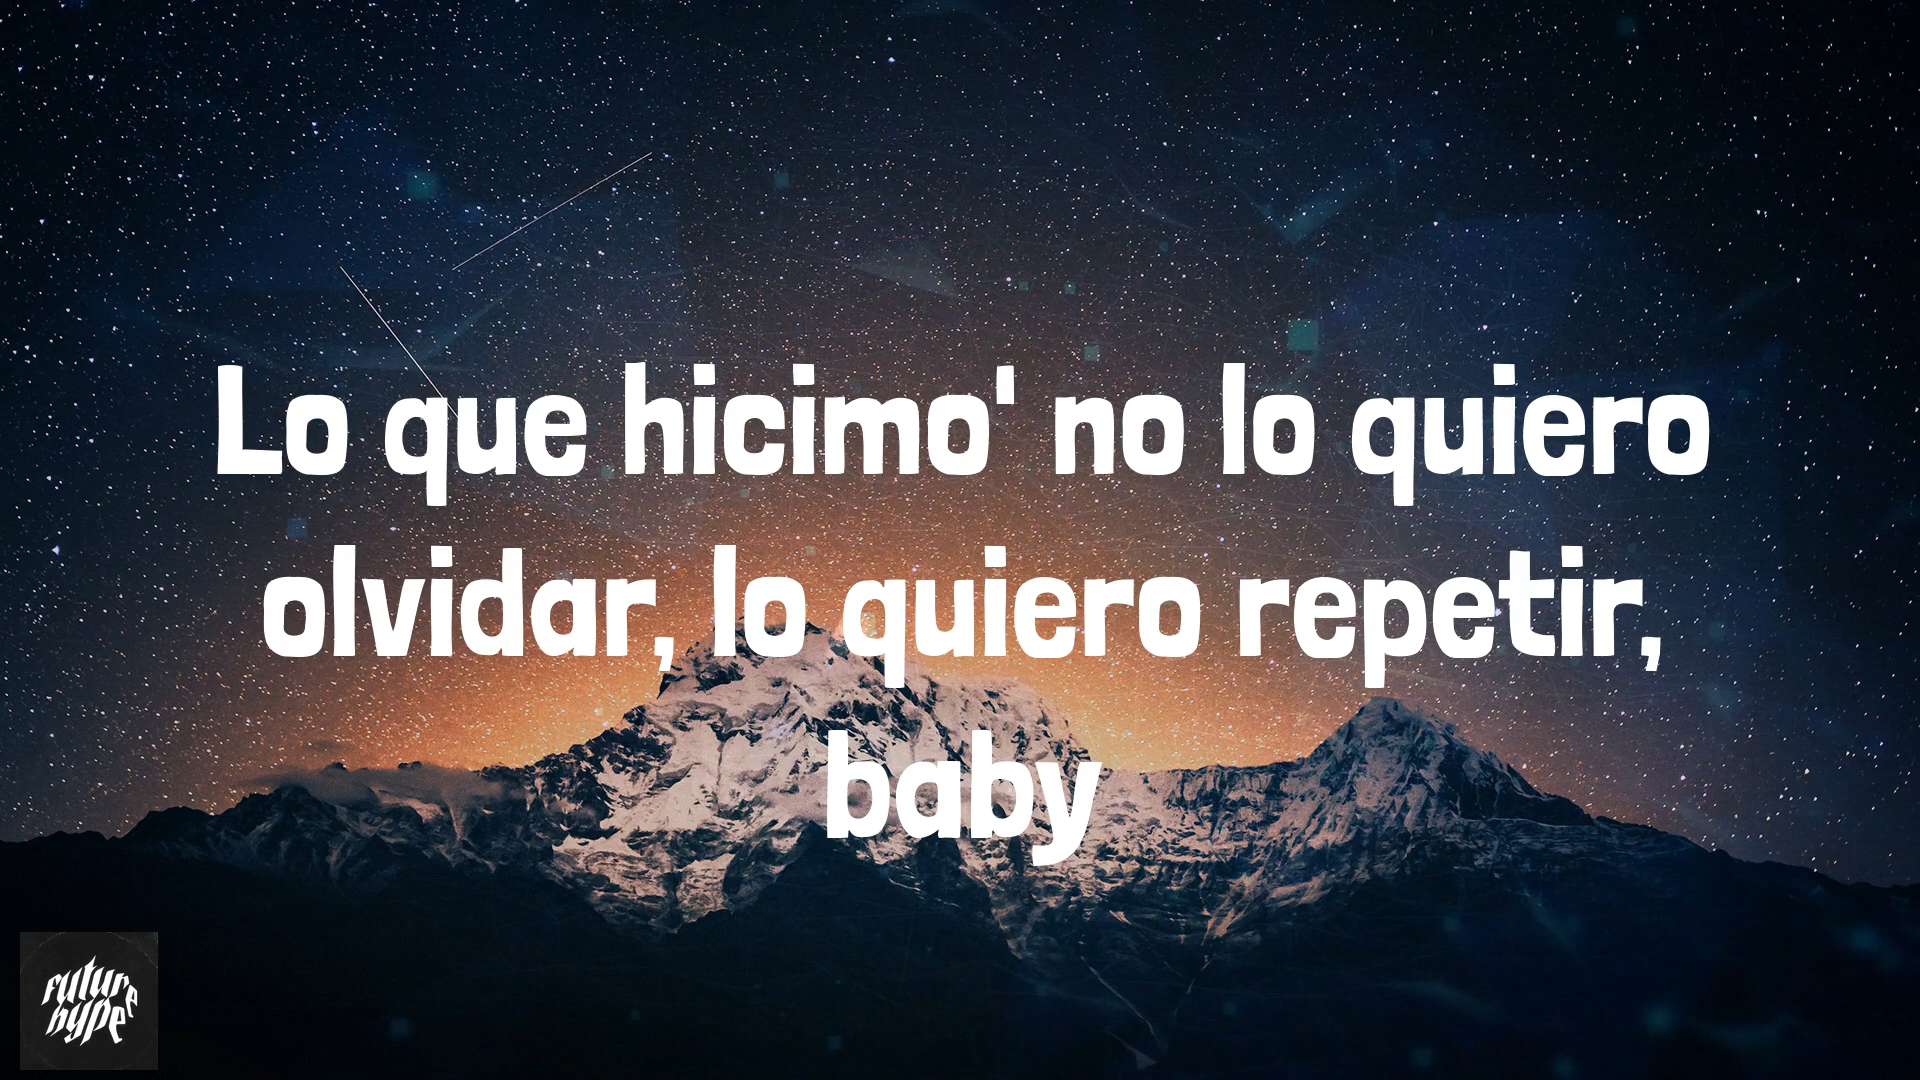 Lo que hicimo' no lo quiero
olvidar, lo quiero repetir,
baby
future
hype